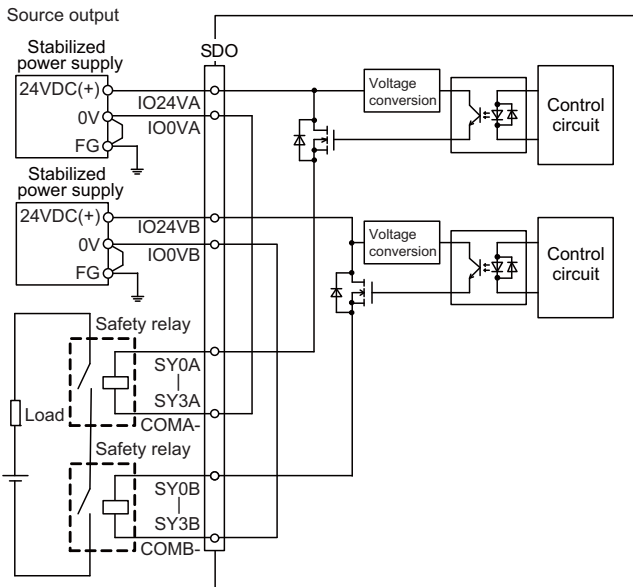 Source output
SDO
Stabilized
power supply
24VDC(+)
0V
FG
IO24VA
IO0VA
Voltage
conversion
Control
circuit
Stabilized
power supply
24VDC(+)
0V
FG
IO24VB
IO0VB
Voltage
conversion
Control
circuit
Safety relay
SY0A
|
SY3A
COMA-
Load
Safety relay
SY0B
|
SY3B
COMB-